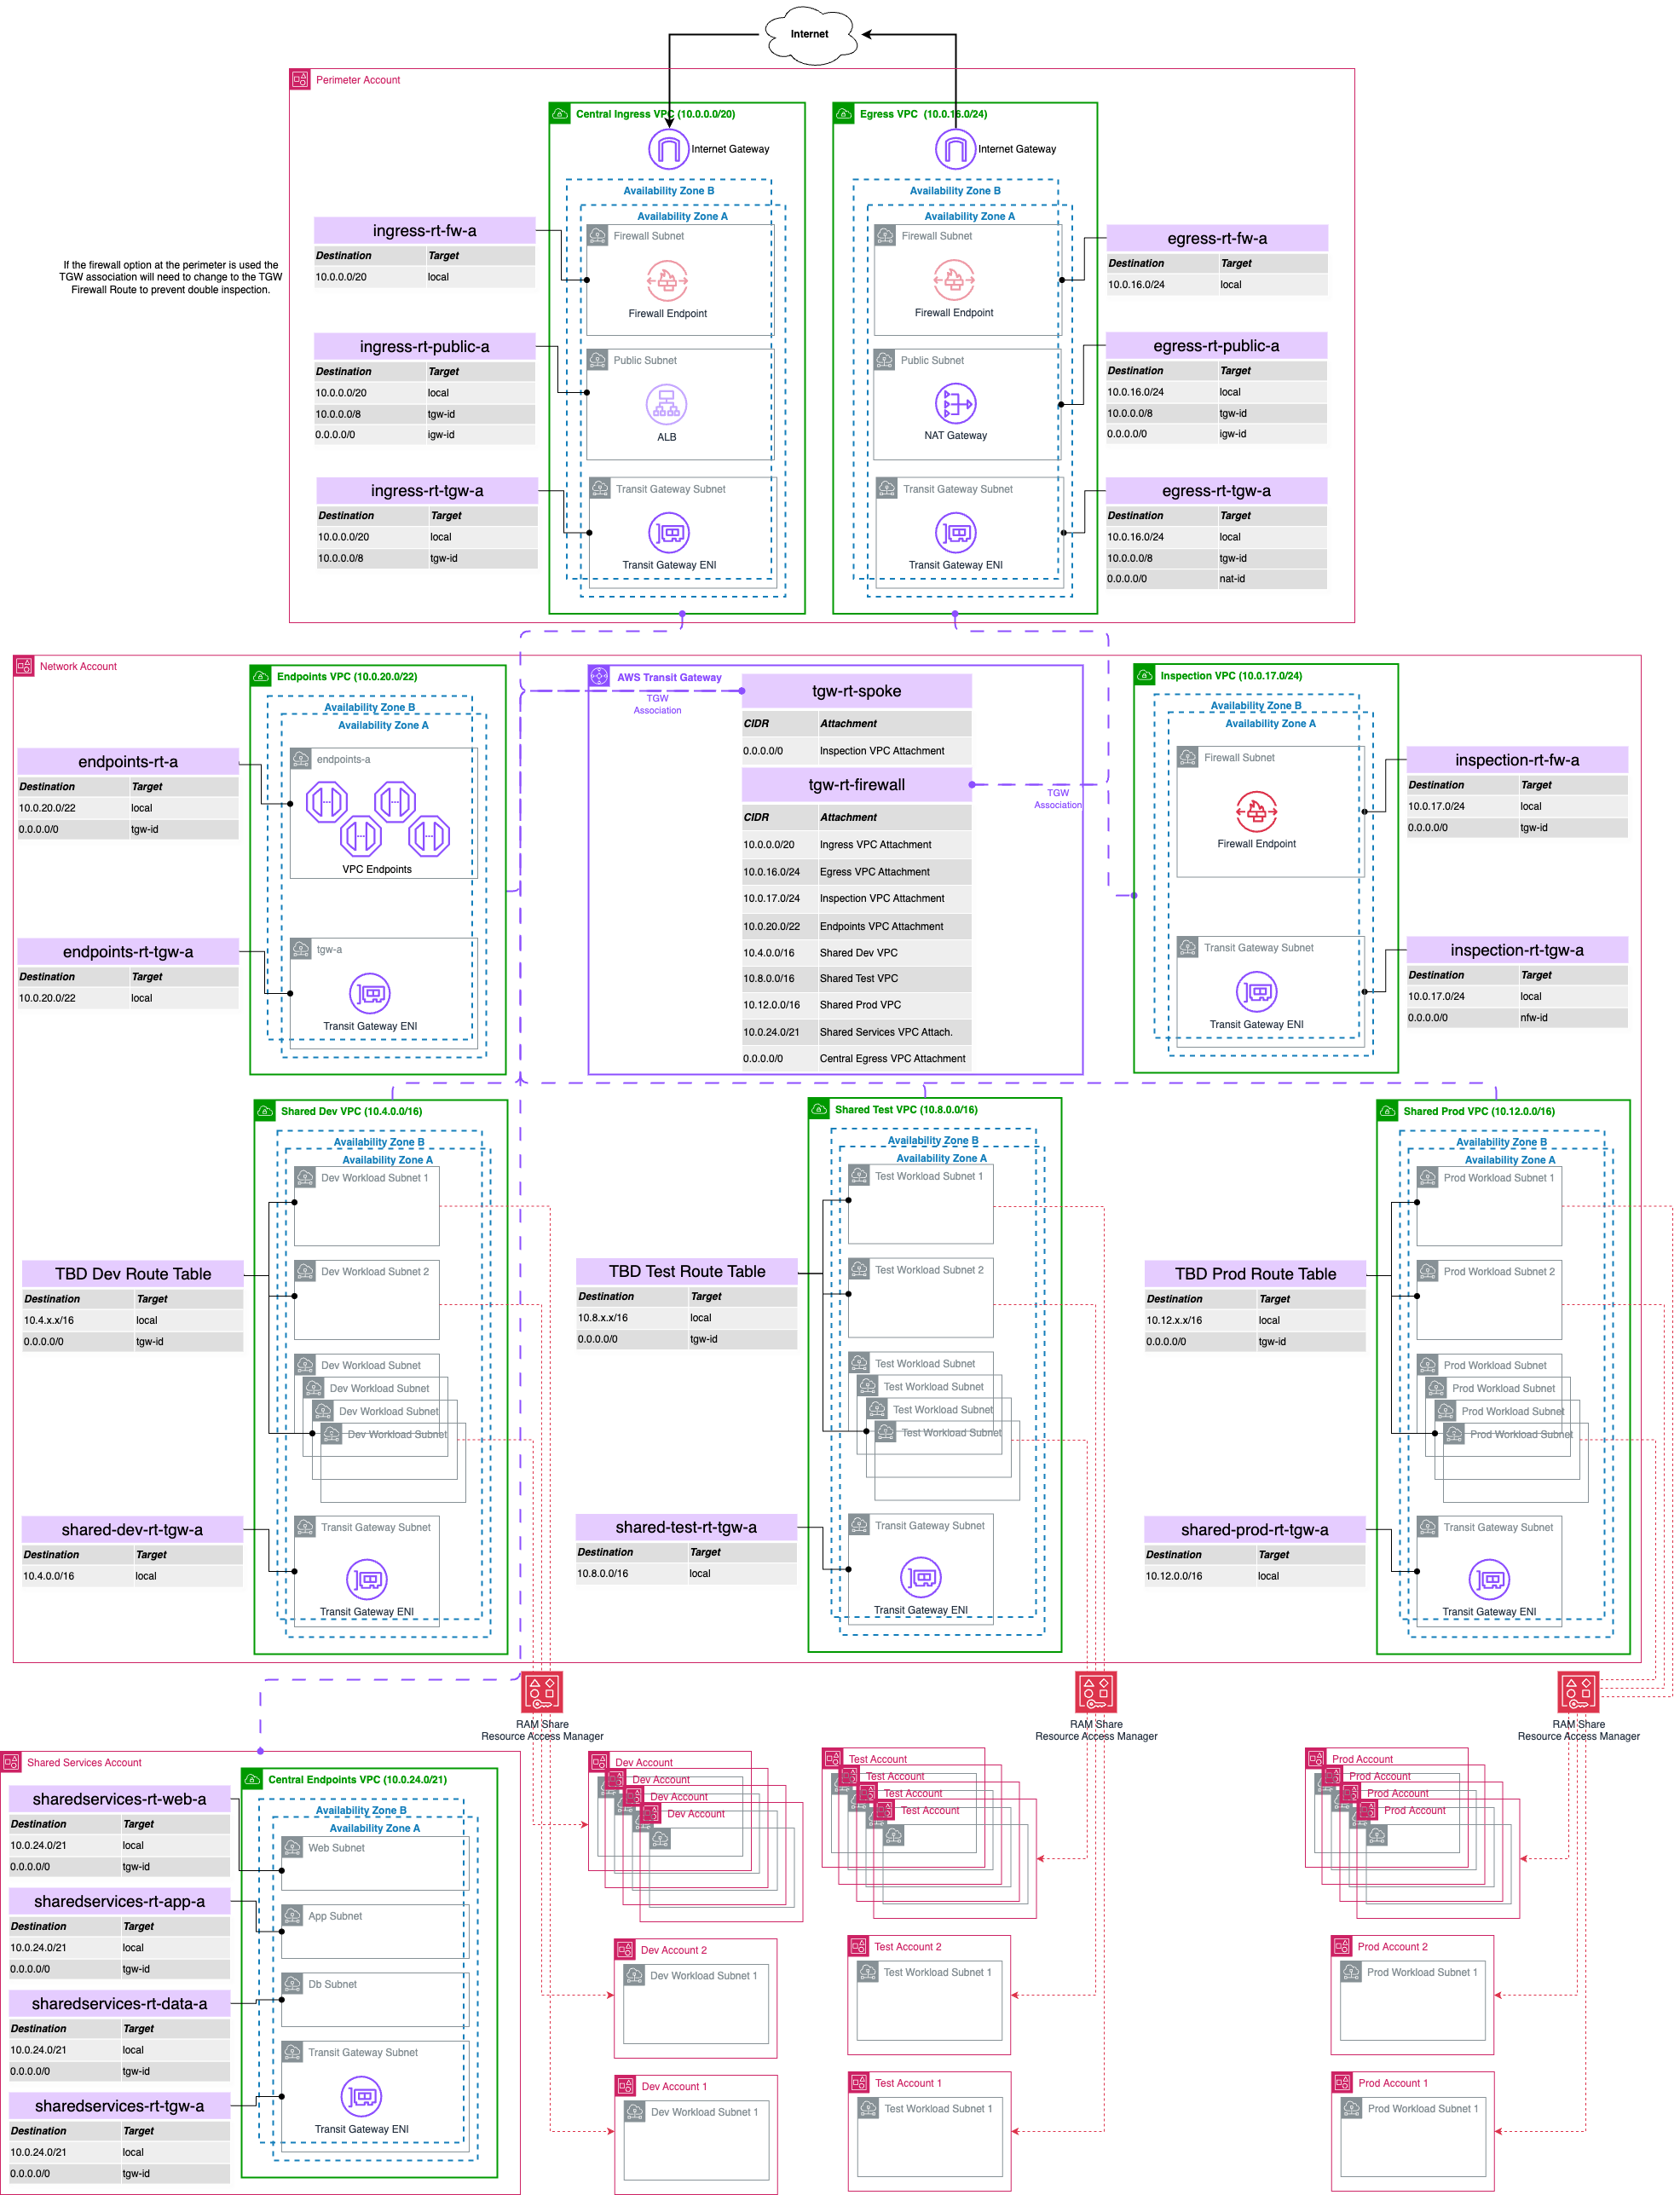 Internet
Perimeter Account
Central Ingress VPC (10.0.0.0/20)
Internet Gateway
Availability Zone B
Availability Zone A
Firewall Subnet
Firewall Endpoint
Public Subnet
ALB
Transit Gateway Subnet
Transit Gateway ENI
Egress VPC (10.0.16.0/24)
Internet Gateway
Availability Zone B
Availability Zone A
Firewall Subnet
Firewall Endpoint
Public Subnet
NAT Gateway
Transit Gateway Subnet
Transit Gateway ENI
If the firewall option at the perimeter is used the
TGW association will need to change to the TGW
Firewall Route to prevent double inspection.
ingress-rt-fw-a
Destination Target
10.0.0.0/20 local
ingress-rt-public-a
Destination Target
10.0.0.0/20 local
10.0.0.0/8 tgw-id
0.0.0.0/0 igw-id
ingress-rt-tgw-a
Destination Target
10.0.0.0/20 local
10.0.0.0/8 tgw-id
egress-rt-fw-a
Destination Target
10.0.16.0/24 local
egress-rt-public-a
Destination Target
10.0.16.0/24 local
10.0.0.0/8 tgw-id
0.0.0.0/0 igw-id
egress-rt-tgw-a
Destination Target
10.0.16.0/24 local
10.0.0.0/8 tgw-id
0.0.0.0/0 nat-id
Network Account
Endpoints VPC (10.0.20.0/22)
Availability Zone B
Availability Zone A
endpoints-a
VPC Endpoints
tgw-a
Transit Gateway ENI
endpoints-rt-a
Destination Target
10.0.20.0/22 local
0.0.0.0/0 tgw-id
endpoints-rt-tgw-a
Destination Target
10.0.20.0/22 local
AWS Transit Gateway
TGW
Association
tgw-rt-spoke
CIDR Attachment
0.0.0.0/0 Inspection VPC Attachment
tgw-rt-firewall
TGW
Association
CIDR Attachment
10.0.0.0/20 Ingress VPC Attachment
10.0.16.0/24 Egress VPC Attachment
10.0.17.0/24 Inspection VPC Attachment
10.0.20.0/22 Endpoints VPC Attachment
10.4.0.0/16 Shared Dev VPC
10.8.0.0/16 Shared Test VPC
10.12.0.0/16 Shared Prod VPC
10.0.24.0/21 Shared Services VPC Attach.
0.0.0.0/0 Central Egress VPC Attachment
Inspection VPC (10.0.17.0/24)
Availability Zone B
Availability Zone A
Firewall Subnet
Firewall Endpoint
Transit Gateway Subnet
Transit Gateway ENI
inspection-rt-fw-a
Destination Target
10.0.17.0/24 local
0.0.0.0/0 tgw-id
inspection-rt-tgw-a
Destination Target
10.0.17.0/24 local
0.0.0.0/0 nfw-id
Shared Dev VPC (10.4.0.0/16)
Availability Zone B
Availability Zone A
Dev Workload Subnet 1
Dev Workload Subnet 2
Dev Workload Subnet
Dev Workload Subnet
Dev Workload Subnet
Dev Workload Subnet
Transit Gateway Subnet
Transit Gateway ENI
TBD Dev Route Table
Destination Target
10.4.x.x/16 local
0.0.0.0/0 tgw-id
shared-dev-rt-tgw-a
Destination Target
10.4.0.0/16 local
Shared Test VPC (10.8.0.0/16)
Availability Zone B
Availability Zone A
Test Workload Subnet 1
Test Workload Subnet 2
Test Workload Subnet
Test Workload Subnet
Test Workload Subnet
Test Workload Subnet
Transit Gateway Subnet
Transit Gateway ENI
TBD Test Route Table
Destination Target
10.8.x.x/16 local
0.0.0.0/0 tgw-id
shared-test-rt-tgw-a
Destination Target
10.8.0.0/16 local
Shared Prod VPC (10.12.0.0/16)
Availability Zone B
Availability Zone A
Prod Workload Subnet 1
Prod Workload Subnet 2
Prod Workload Subnet
Prod Workload Subnet
Prod Workload Subnet
Prod Workload Subnet
Transit Gateway Subnet
Transit Gateway ENI
TBD Prod Route Table
Destination Target
10.12.x.x/16 local
0.0.0.0/0 tgw-id
shared-prod-rt-tgw-a
Destination Target
10.12.0.0/16 local
RAM Share
Resource Access Manager
RAM Share
Resource Access Manager
RAM Share
Resource Access Manager
Shared Services Account
Central Endpoints VPC (10.0.24.0/21)
Availability Zone B
Availability Zone A
Web Subnet
App Subnet
Db Subnet
Transit Gateway Subnet
Transit Gateway ENI
sharedservices-rt-web-a
Destination Target
10.0.24.0/21 local
0.0.0.0/0 tgw-id
sharedservices-rt-app-a
Destination Target
10.0.24.0/21 local
0.0.0.0/0 tgw-id
sharedservices-rt-data-a
Destination Target
10.0.24.0/21 local
0.0.0.0/0 tgw-id
sharedservices-rt-tgw-a
Destination Target
10.0.24.0/21 local
0.0.0.0/0 tgw-id
Dev Account
Dev Account
Dev Account
Dev Account
Dev Account 2
Dev Workload Subnet 1
Dev Account 1
Dev Workload Subnet 1
Test Account
Test Account
Test Account
Test Account
Test Account 2
Test Workload Subnet 1
Test Account 1
Test Workload Subnet 1
Prod Account
Prod Account
Prod Account
Prod Account
Prod Account 2
Prod Workload Subnet 1
Prod Account 1
Prod Workload Subnet 1